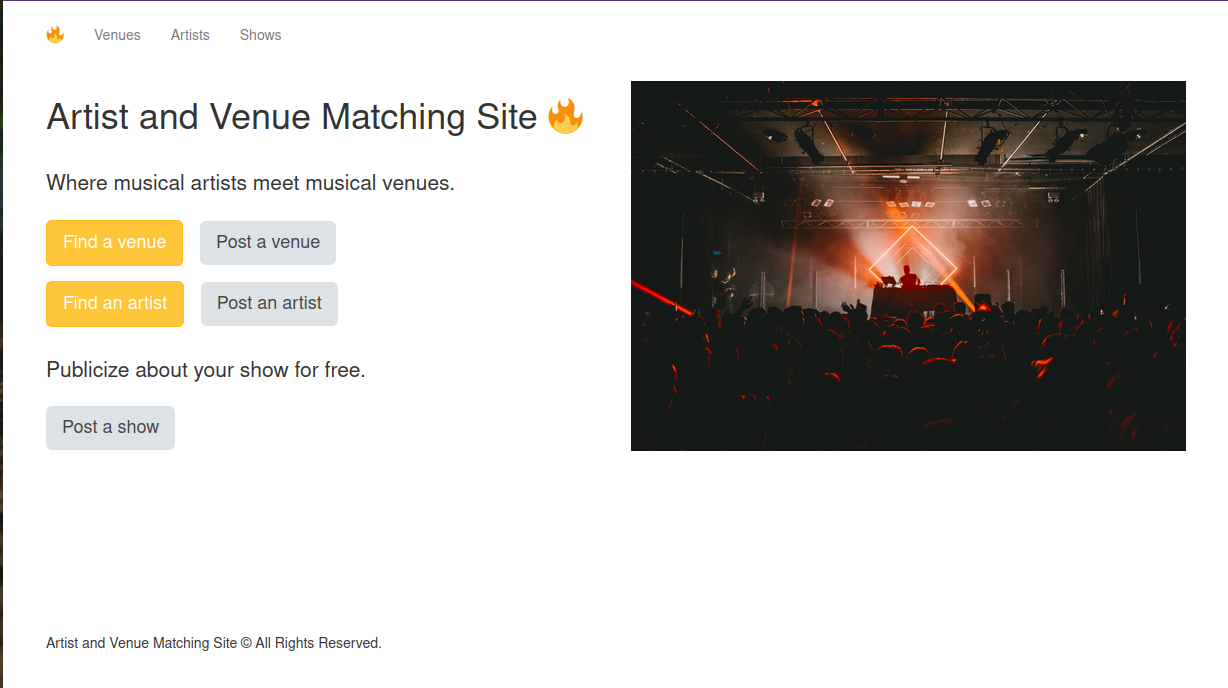 🔥 Venues Artists Shows
Artist and Venue Matching Site 🔥
Where musical artists meet musical venues.
Find a venue Post a venue
Find an artist Post an artist
Publicize about your show for free.
Post a show
Artist and Venue Matching Site © All Rights Reserved.